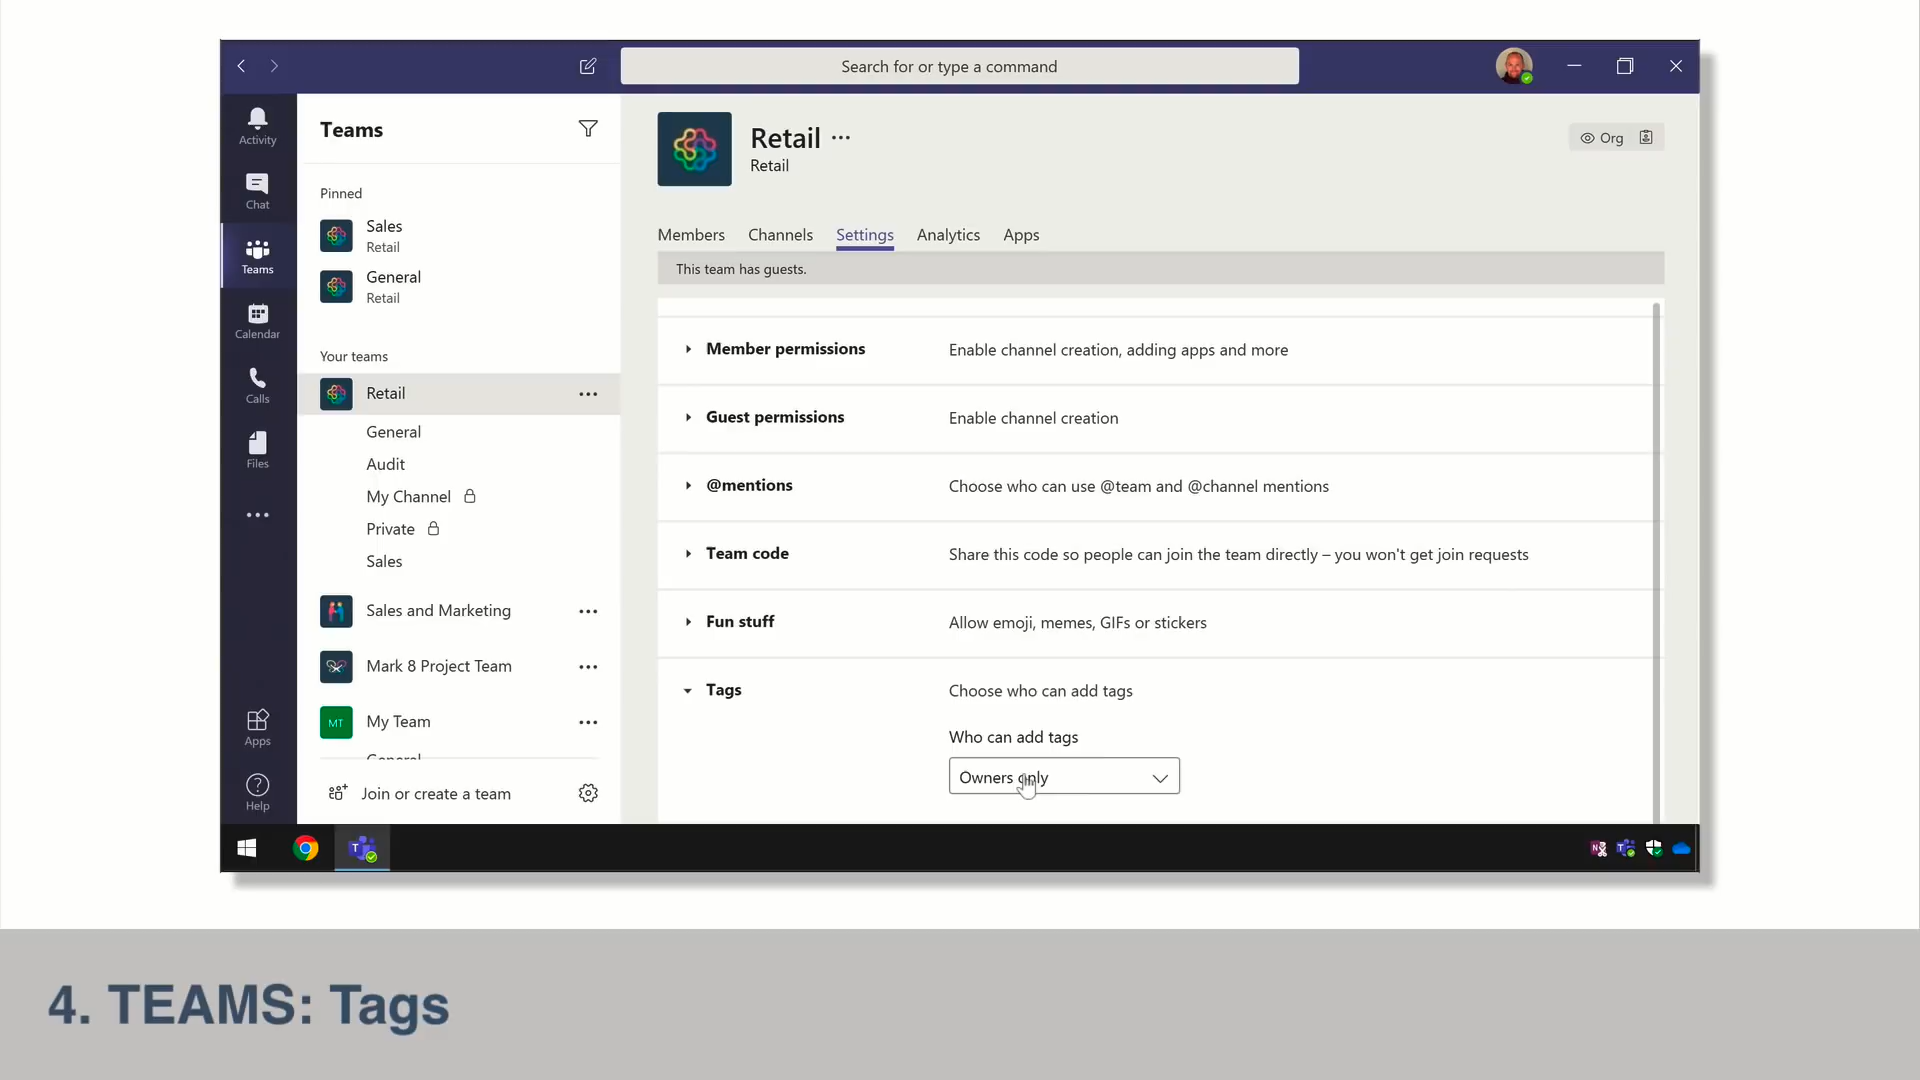 Search for or type a command
Activity
Chat
Teams
Calendar
Calls
Files
Apps
Help
Teams
Pinned
Sales
Retail
General
Retail
Your teams
Retail
General
Audit
My Channel
Private
Sales
Sales and Marketing
Mark 8 Project Team
MT My Team
General
Join or create a team
Retail
Retail
Org
Members Channels Settings Analytics Apps
This team has guests.
Member permissions Enable channel creation, adding apps and more
Guest permissions Enable channel creation
@mentions Choose who can use @team and @channel mentions
Team code Share this code so people can join the team directly – you won't get join requests
Fun stuff Allow emoji, memes, GIFs or stickers
Tags Choose who can add tags
Who can add tags
Owners only
4. TEAMS: Tags